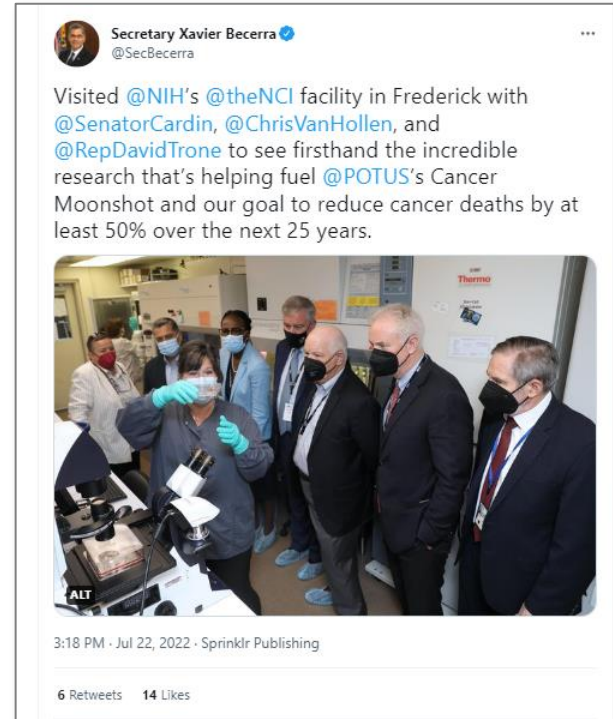 Secretary Xavier Becerra
@SecBecerra
Visited @NIH’s @theNCI facility in Frederick with
@SenatorCardin, @ChrisVanHollen, and
@RepDavidTrone to see firsthand the incredible
research that’s helping fuel @POTUS’s Cancer
Moonshot and our goal to reduce cancer deaths by at
least 50% over the next 25 years.
Thermo
ALT
3:18 PM · Jul 22, 2022 · Sprinklr Publishing
6 Retweets 14 Likes